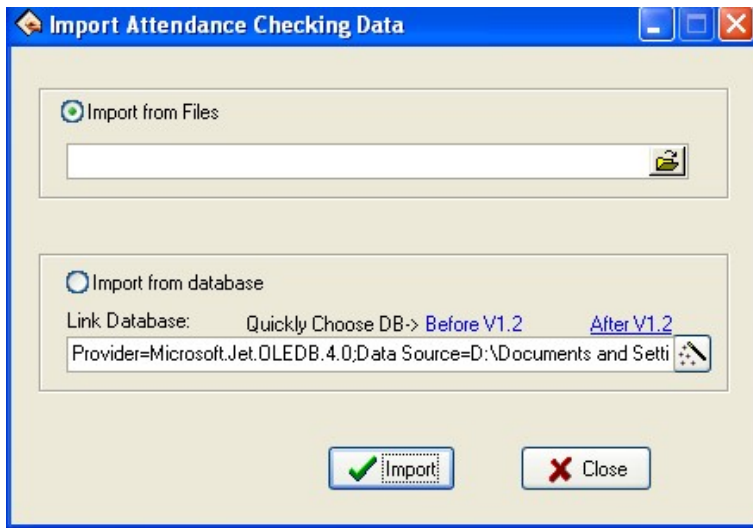 Import Attendance Checking Data
Import from Files
Import from database
Link Database: Quickly Choose DB-> Before V1.2 After V1.2
Provider=Microsoft.Jet.OLEDB.4.0;Data Source=D:\Documents and Setti
Import Close